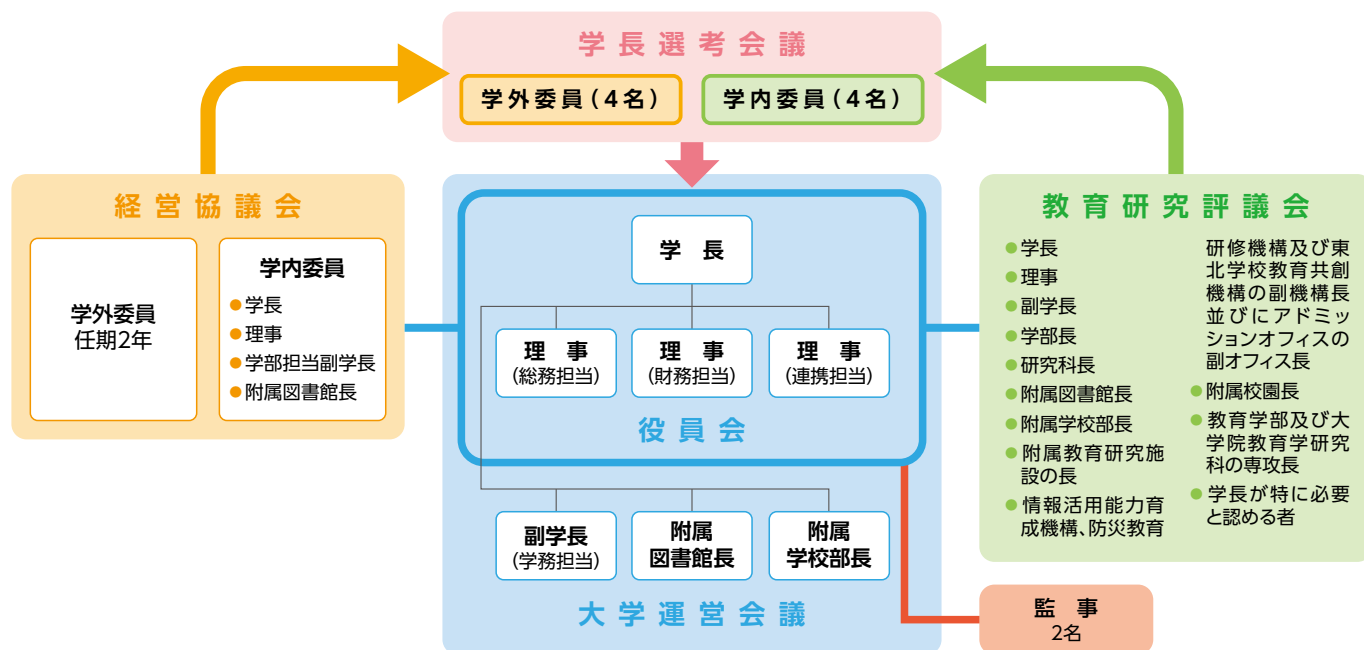 学長選考会議
学外委員（4名）
学内委員（4名）
経営協議会
学外委員
任期2年
学内委員
●学長
●理事
●学部担当副学長
●附属図書館長
学　長
理　事
（総務担当）
理　事
（財務担当）
理　事
（連携担当）
役員会
副学長
（学務担当）
附属
図書館長
附属
学校部長
大学運営会議
教育研究評議会
●学長
●理事
●副学長
●学部長
●研究科長
●附属図書館長
●附属学校部長
●附属教育研究施
設の長
●情報活用能力育
成機構、防災教育
研修機構及び東
北学校教育共創
機構の副機構長
並びにアドミッ
ションオフィスの
副オフィス長
●附属校園長
●教育学部及び大
学院教育学研究
科の専攻長
●学長が特に必要
と認める者
監　事
2名